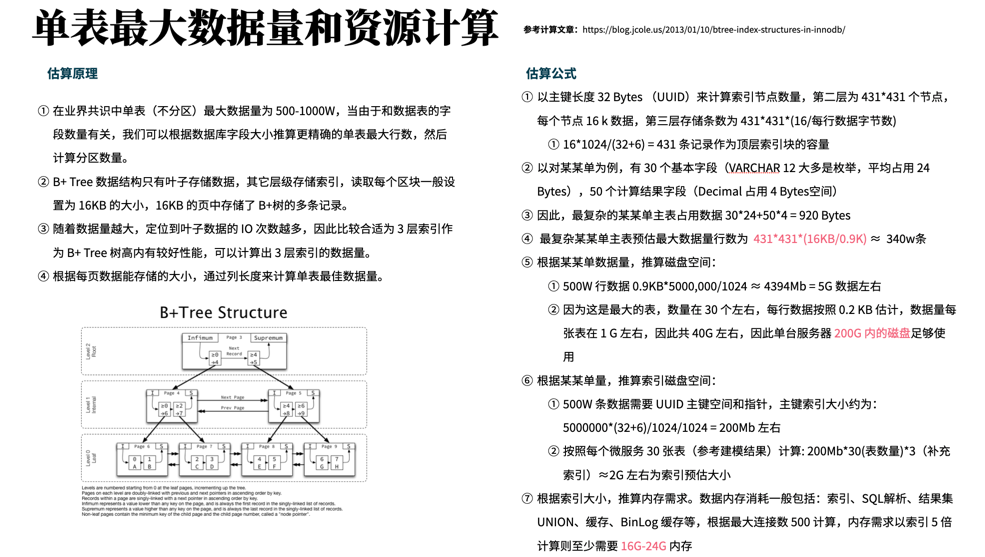 单表最大数据量和资源计算
参考计算文章：https://blog.jcole.us/2013/01/10/btree-index-structures-in-innodb/
估算原理
① 在业界共识中单表（不分区）最大数据量为 500-1000W，当由于和数据表的字
段数量有关，我们可以根据数据库字段大小推算更精确的单表最大行数，然后
计算分区数量。
② B+ Tree 数据结构只有叶子存储数据，其它层级存储索引，读取每个区块一般设
置为 16KB 的大小，16KB 的页中存储了 B+树的多条记录。
③ 随着数据量越大，定位到叶子数据的 IO 次数越多，因此比较合适为 3 层索引作
为 B+ Tree 树高内有较好性能，可以计算出 3 层索引的数据量。
④ 根据每页数据能存储的大小，通过列长度来计算单表最佳数据量。
B+Tree Structure
Level 2
Root
Infimum
Page 3
Supremum
Next
Record
≥0
→4
≥4
→5
Level 1
Internal
I
Page 4
S
≥0
→6
≥2
→7
Next Page
Prev Page
I
Page 5
S
≥4
→8
≥6
→9
Level 0
Leaf
I
Page 6
S
0
A
1
B
I
Page 7
S
2
C
3
D
I
Page 8
S
4
E
5
F
I
Page 9
S
6
G
7
H
Levels are numbered starting from 0 at the leaf pages, incrementing up the tree.
Pages on each level are doubly-linked with previous and next pointers in ascending order by key.
Records within a page are singly-linked with a next pointer in ascending order by key.
Infimum represents a value lower than any key on the page, and is always the first record in the singly-linked list of records.
Supremum represents a value higher than any key on the page, and is always the last record in the singly-linked list of records.
Non-leaf pages contain the minimum key of the child page and the child page number, called a "node pointer".
估算公式
① 以主键长度 32 Bytes （UUID）来计算索引节点数量，第二层为 431*431 个节点，
每个节点 16 k 数据，第三层存储条数为 431*431*(16/每行数据字节数)
① 16*1024/(32+6) = 431 条记录作为顶层索引块的容量
② 以对某某单为例，有 30 个基本字段（VARCHAR 12 大多是枚举，平均占用 24
Bytes），50 个计算结果字段（Decimal 占用 4 Bytes空间）
③ 因此，最复杂的某某单主表占用数据 30*24+50*4 = 920 Bytes
④ 最复杂某某单主表预估最大数据量行数为 431*431*(16KB/0.9K) ≈ 340w条
⑤ 根据某某单数据量，推算磁盘空间：
① 500W 行数据 0.9KB*5000,000/1024 ≈ 4394Mb = 5G 数据左右
② 因为这是最大的表，数量在 30 个左右，每行数据按照 0.2 KB 估计，数据量每
张表在 1 G 左右，因此共 40G 左右，因此单台服务器 200G 内的磁盘足够使
用
⑥ 根据某某单量，推算索引磁盘空间：
① 500W 条数据需要 UUID 主键空间和指针，主键索引大小约为：
5000000*(32+6)/1024/1024 = 200Mb 左右
② 按照每个微服务 30 张表（参考建模结果）计算: 200Mb*30(表数量)*3（补充
索引）≈2G 左右为索引预估大小
⑦ 根据索引大小，推算内存需求。数据内存消耗一般包括：索引、SQL解析、结果集
UNION、缓存、BinLog 缓存等，根据最大连接数 500 计算，内存需求以索引 5 倍
计算则至少需要 16G-24G 内存